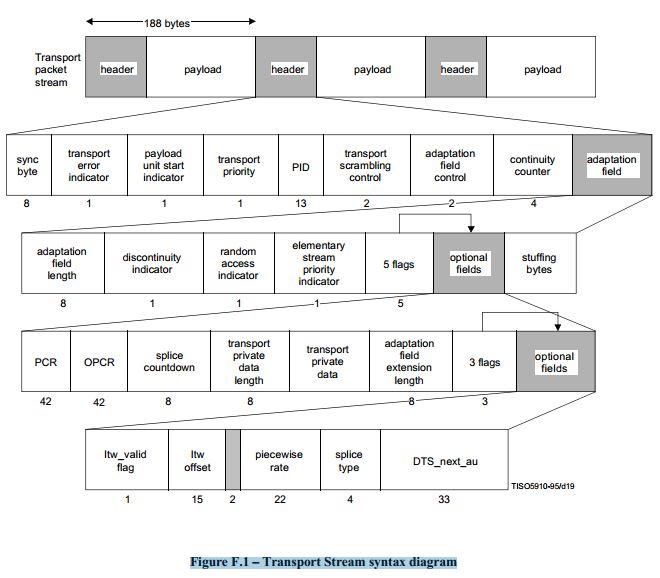 188 bytes
Transport
packet
stream
header
payload
header
payload
header
payload
sync
byte
transport
error
indicator
payload
unit start
indicator
transport
priority
PID
transport
scrambling
control
adaptation
field
control
continuity
counter
adaptation
field
8
1
1
1
13
2
2
4
adaptation
field
length
discontinuity
indicator
random
access
indicator
elementary
stream
priority
indicator
5 flags
optional
fields
stuffing
bytes
8
1
1
1
5
PCR
OPCR
splice
countdown
transport
private
data
length
transport
private
data
adaptation
field
extension
length
3 flags
optional
fields
42
42
8
8
8
3
ltw_valid
flag
ltw
offset
piecewise
rate
splice
type
DTS_next_au
1
15
2
22
4
33
TISO5910-95/d19
Figure F.1 – Transport Stream syntax diagram